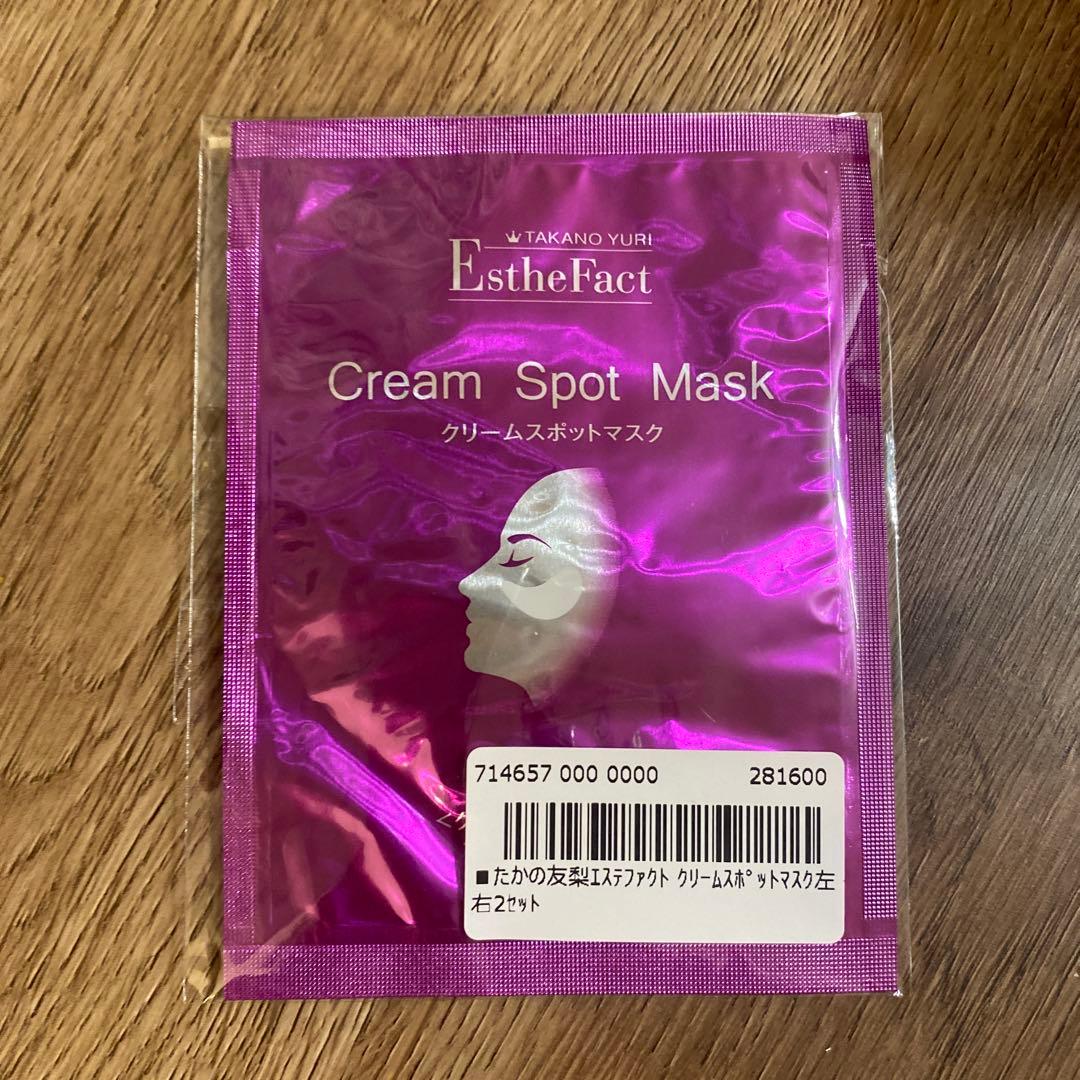 TAKANO YURI
EstheFact
Cream Spot Mask
クリームスポットマスク
714657 000 0000 281600
■たかの友梨ｴｽﾃﾌｧｸﾄ ｸﾘｰﾑｽﾎﾟｯﾄﾏｽｸ左
右2ｾｯﾄ